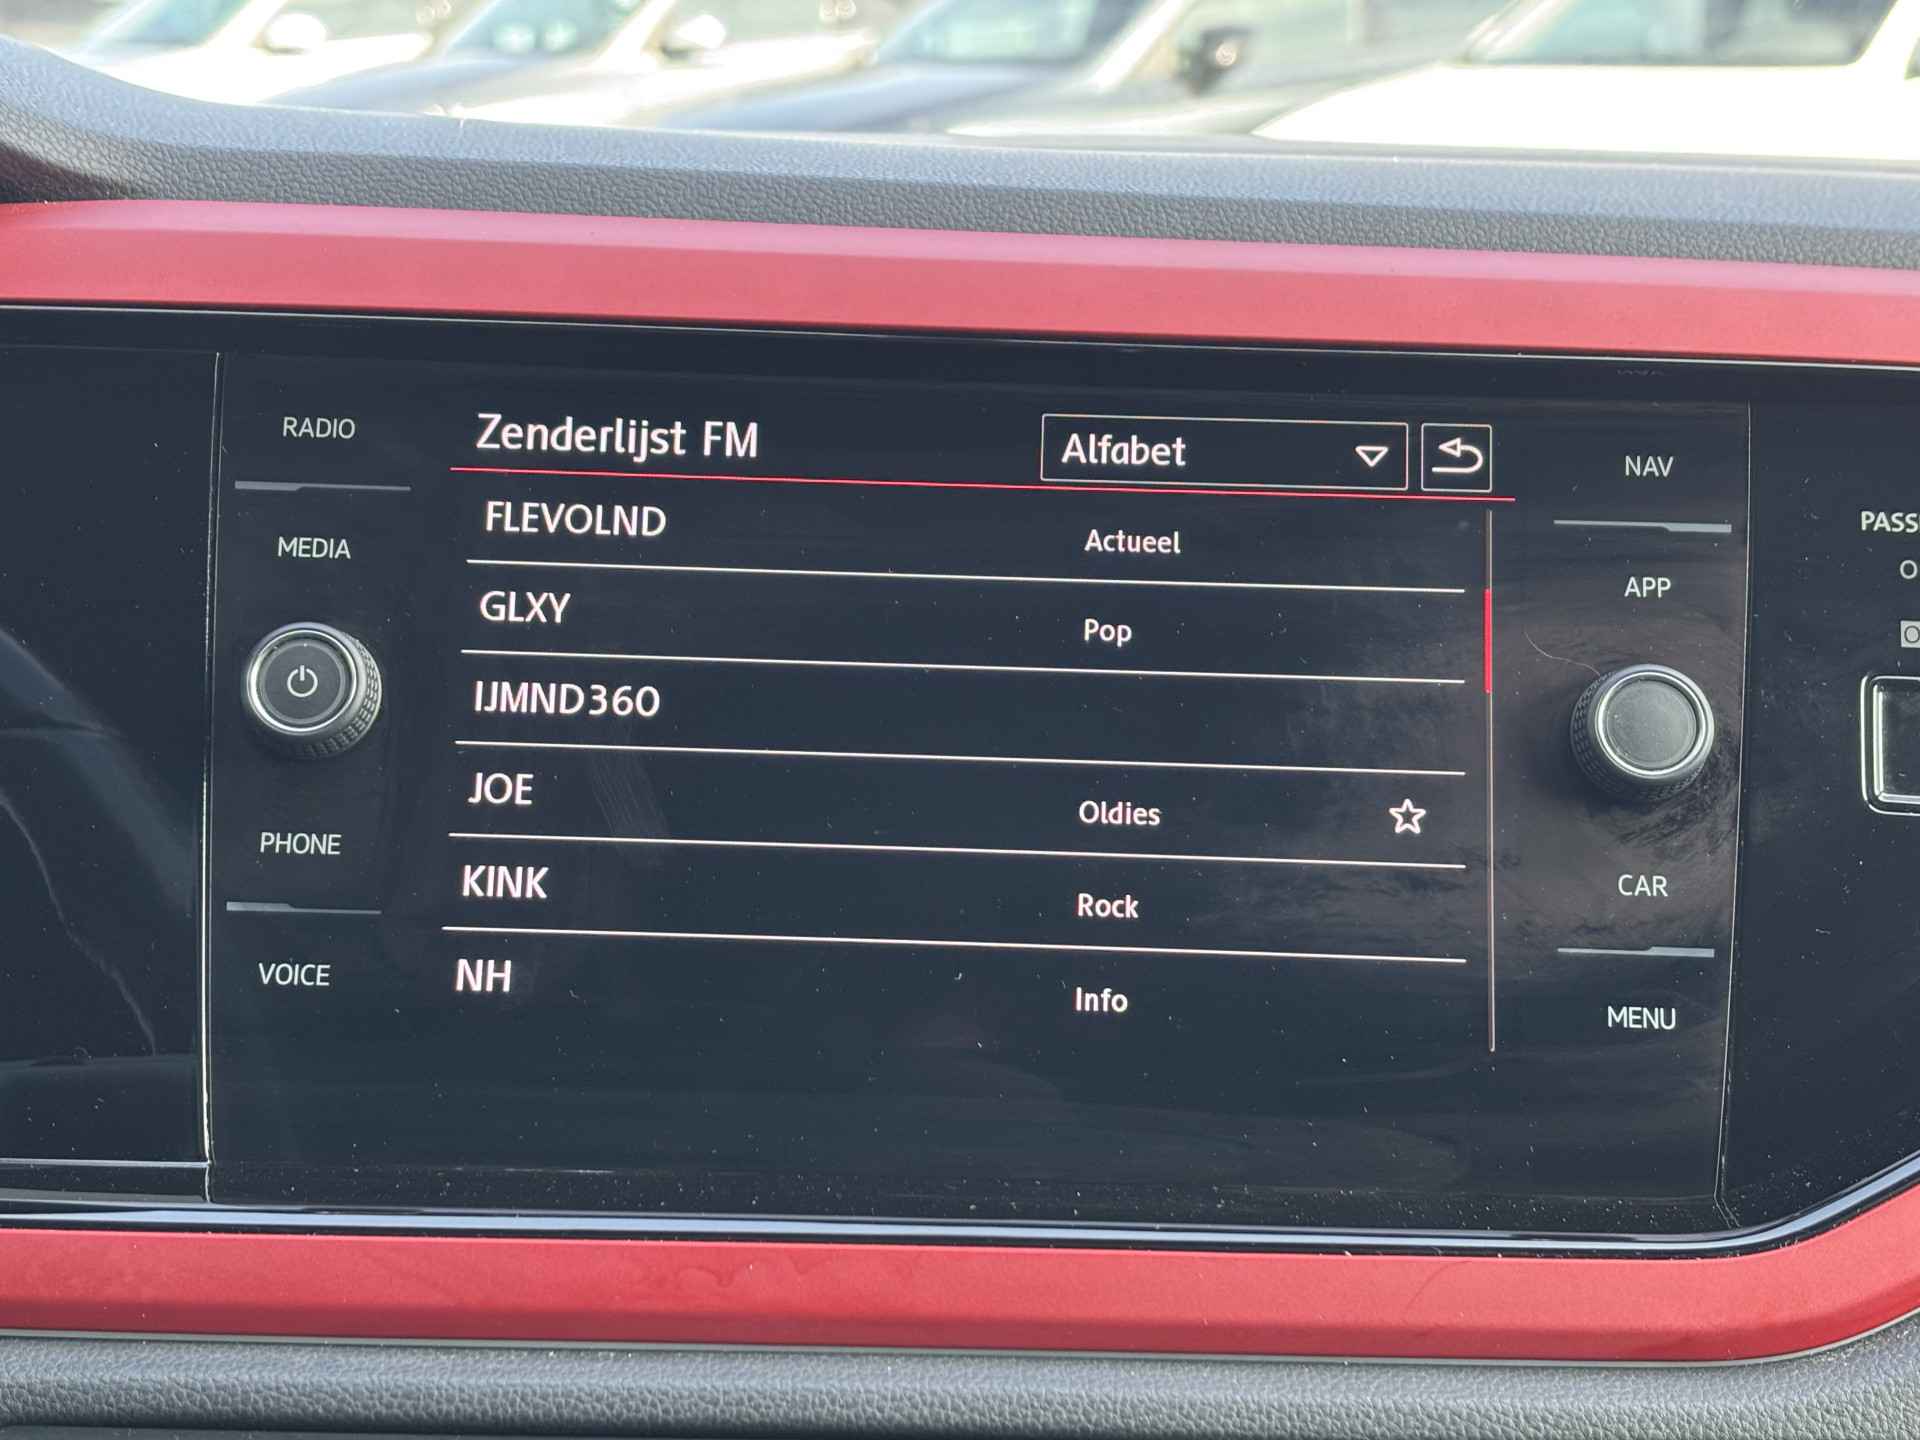 RADIO
MEDIA
PHONE
VOICE
Zenderlijst FM
Alfabet
FLEVOLND Actueel
GLXY Pop
IJMND360
JOE Oldies
KINK Rock
NH Info
NAV
APP
CAR
MENU